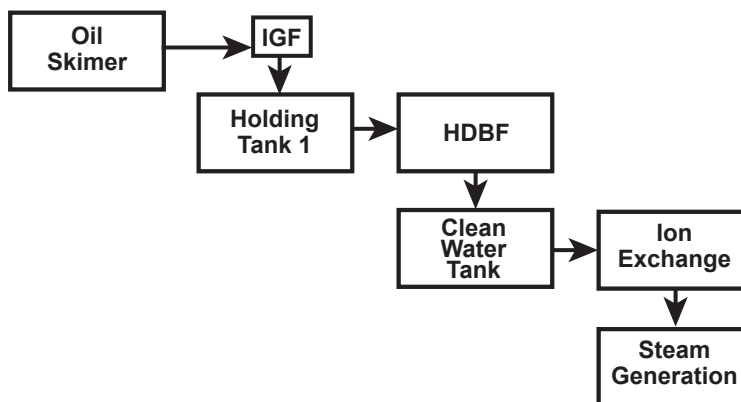 Oil
Skimer
IGF
Holding
Tank 1
HDBF
Clean
Water
Tank
Ion
Exchange
Steam
Generation